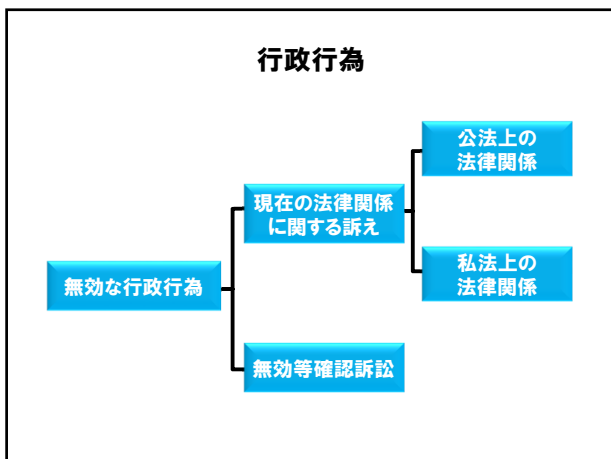 行政行為
公法上の
法律関係
現在の法律関係
に関する訴え
私法上の
法律関係
無効な行政行為
無効等確認訴訟